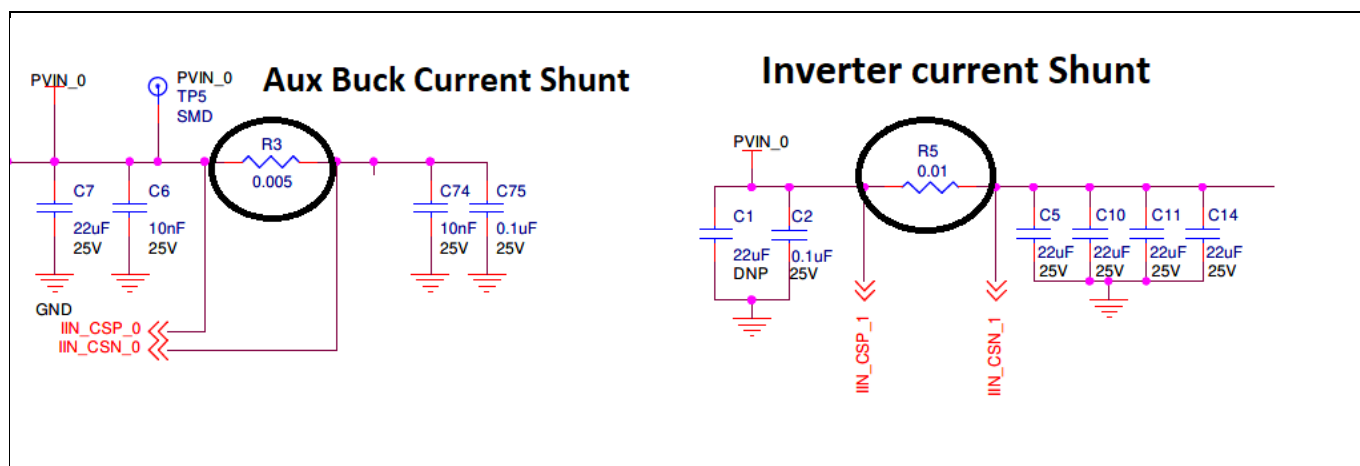 Aux Buck Current Shunt
PVIN_0
PVIN_0
TP5
SMD
R3
0.005
C7
22uF
25V
C6
10nF
25V
C74
10nF
25V
C75
0.1uF
25V
GND
IIN_CSP_0
IIN_CSN_0
Inverter current Shunt
PVIN_0
R5
0.01
C1
22uF
DNP
C2
0.1uF
25V
C5
22uF
25V
C10
22uF
25V
C11
22uF
25V
C14
22uF
25V
IIN_CSP_1
IIN_CSN_1